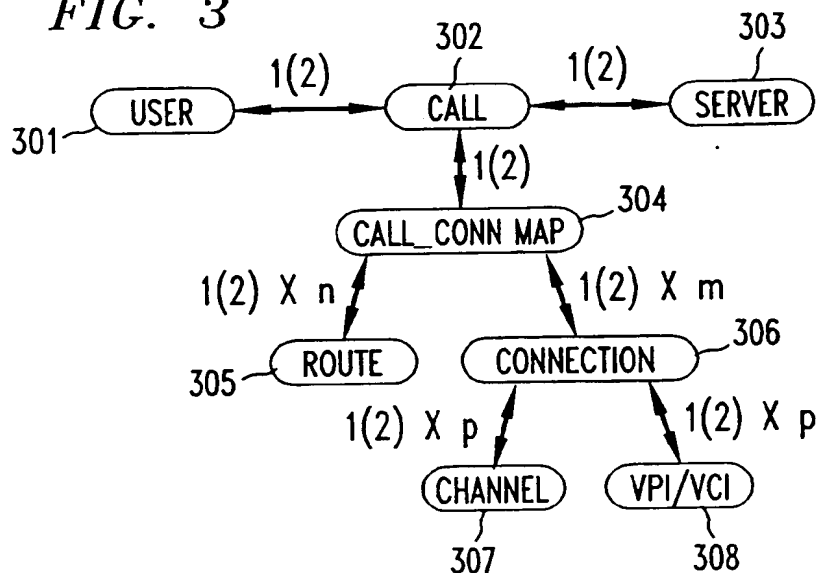 FIG. 3
302
303
1(2)
1(2)
USER
CALL
SERVER
301
1(2)
304
CALL_CONN MAP
1(2) X n
1(2) X m
306
ROUTE
CONNECTION
305
1(2) X p
1(2) X p
CHANNEL
VPI/VCI
307
308